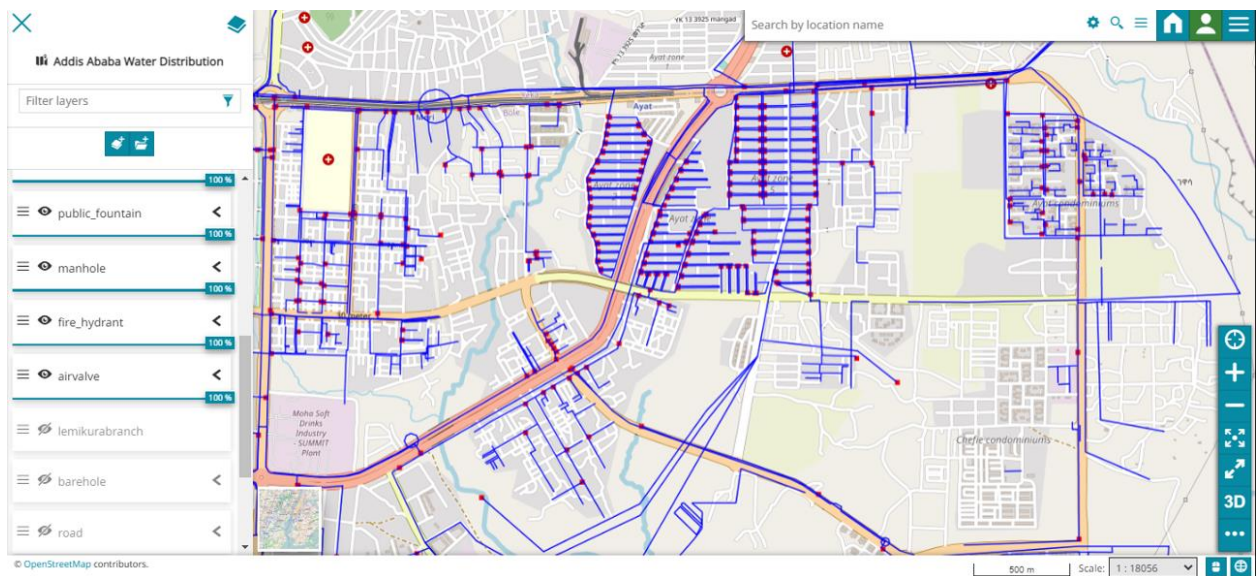 Addis Ababa Water Distribution
Filter layers
100 %
public_fountain
100 %
manhole
100 %
fire_hydrant
100 %
airvalve
100 %
lemikurabranch
barehole
road
© OpenStreetMap contributors.
Search by location name
Ayat zone
Ayat
Bole
Ayat condominiums
Chefie condominiums
Moha Soft
Drinks
Industry
- SUMMIT
Plant
3D
500 m
Scale:
1 : 18056